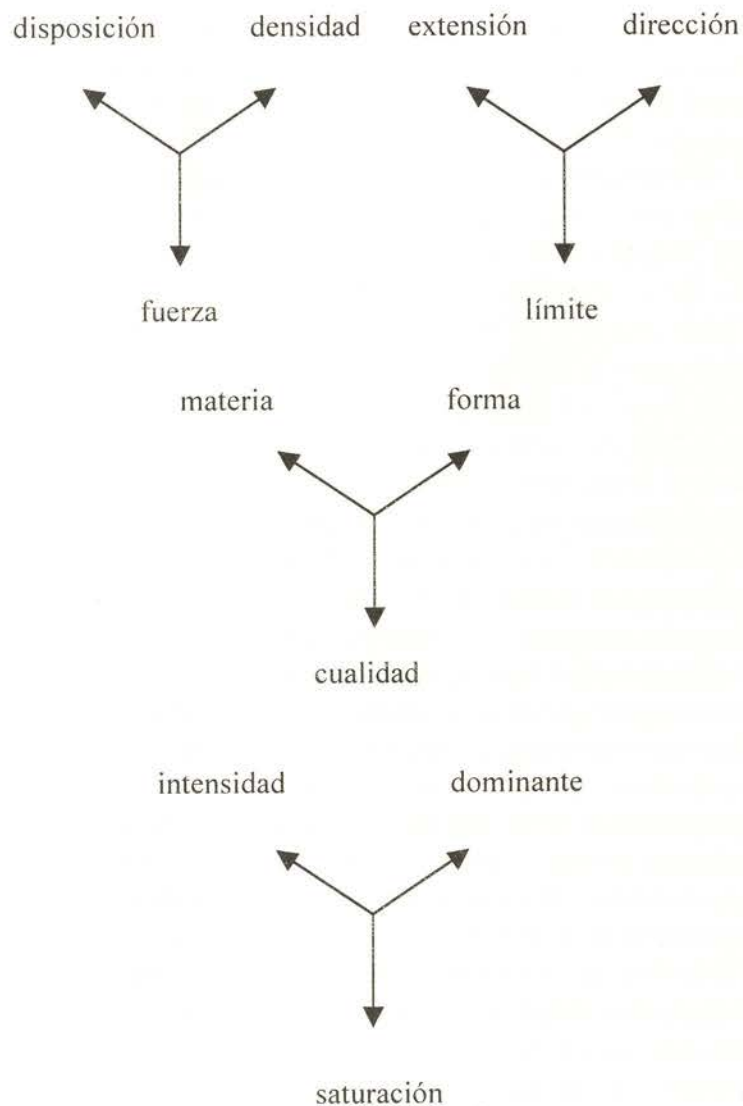 disposición densidad extensión dirección
fuerza límite
materia forma
cualidad
intensidad dominante
saturación